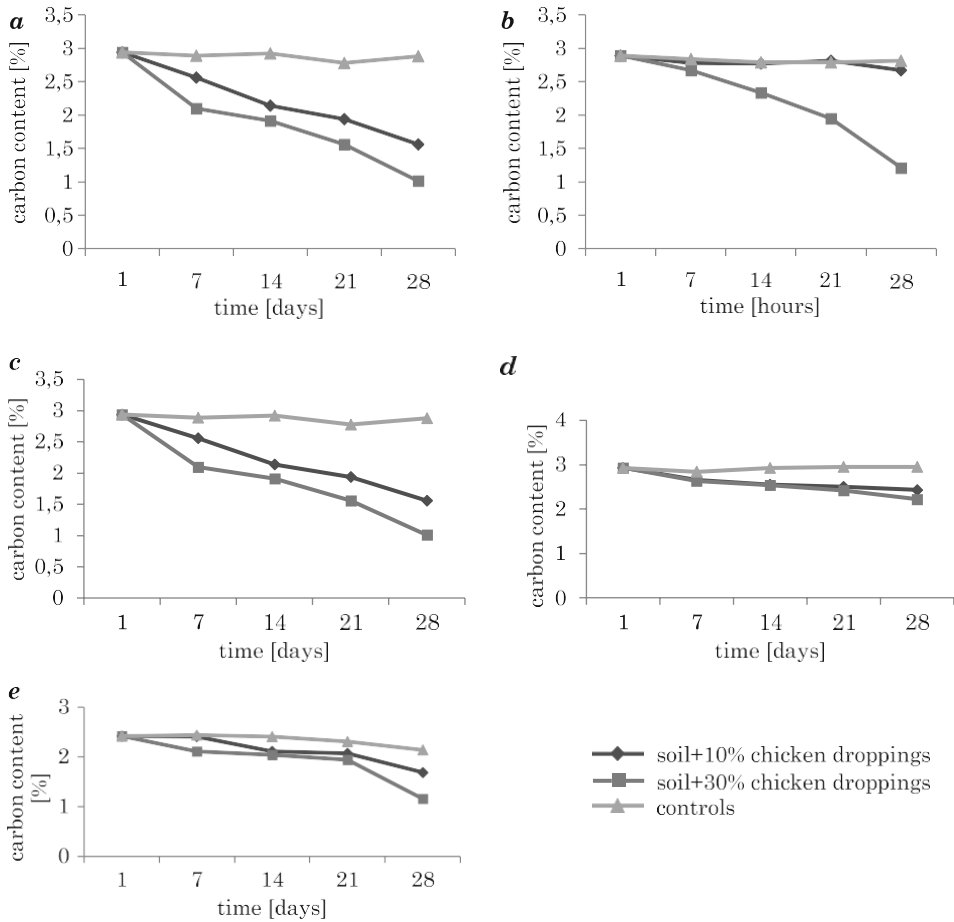 a
carbon content [%]
3,5
3
2,5
2
1,5
1
0,5
0
1 7 14 21 28
time [days]
b
carbon content [%]
3,5
3
2,5
2
1,5
1
0,5
0
1 7 14 21 28
time [hours]
c
carbon content [%]
3,5
3
2,5
2
1,5
1
0,5
0
1 7 14 21 28
time [days]
d
carbon content [%]
4
3
2
1
0
1 7 14 21 28
time [days]
e
carbon content
[%]
3
2
1
0
1 7 14 21 28
time [days]
soil+10% chicken droppings
soil+30% chicken droppings
controls